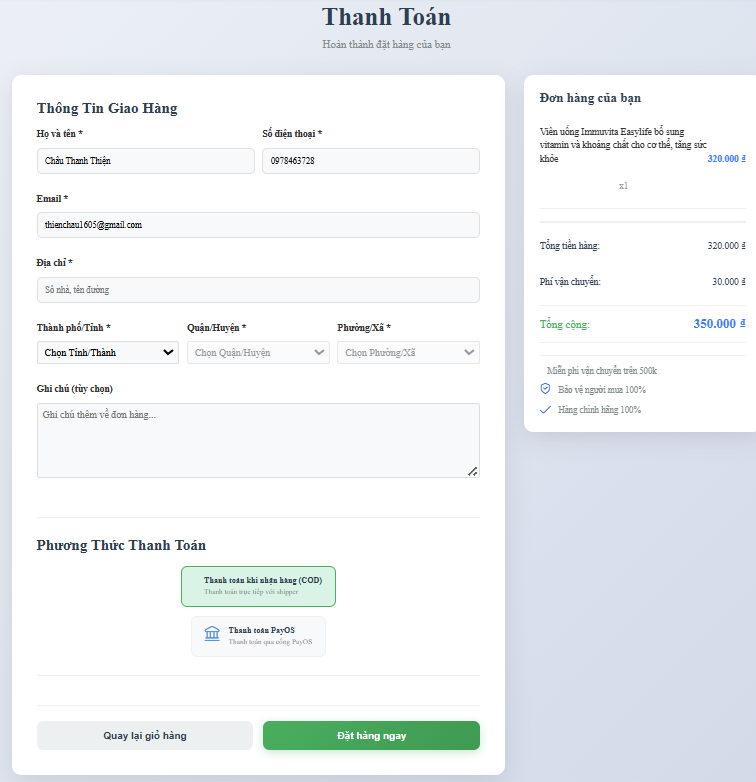 Thanh Toán
Hoàn thành đặt hàng của bạn
Thông Tin Giao Hàng
Họ và tên *
Số điện thoại *
Châu Thanh Thiện
0978463728
Email *
thienchau1605@gmail.com
Địa chỉ *
Số nhà, tên đường
Thành phố/Tỉnh *
Quận/Huyện *
Phường/Xã *
Chọn Tỉnh/Thành
Chọn Quận/Huyện
Chọn Phường/Xã
Ghi chú (tùy chọn)
Ghi chú thêm về đơn hàng...
Phương Thức Thanh Toán
Thanh toán khi nhận hàng (COD)
Thanh toán trực tiếp với shipper
Thanh toán PayOS
Thanh toán qua cổng PayOS
Quay lại giỏ hàng
Đặt hàng ngay
Đơn hàng của bạn
Viên uống Immuvita Easylife bổ sung
vitamin và khoáng chất cho cơ thể, tăng sức
khỏe
320.000 ₫
x1
Tổng tiền hàng:
320.000 ₫
Phí vận chuyển:
30.000 ₫
Tổng cộng:
350.000 ₫
Miễn phí vận chuyển trên 500k
Bảo vệ người mua 100%
Hàng chính hãng 100%